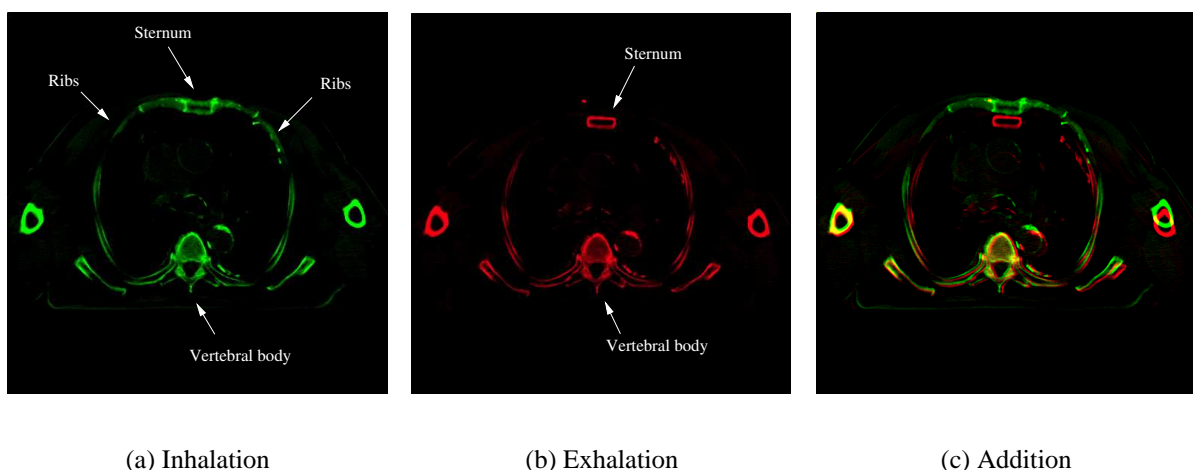 Sternum
Ribs
Ribs
Vertebral body
Sternum
Vertebral body
(a) Inhalation
(b) Exhalation
(c) Addition